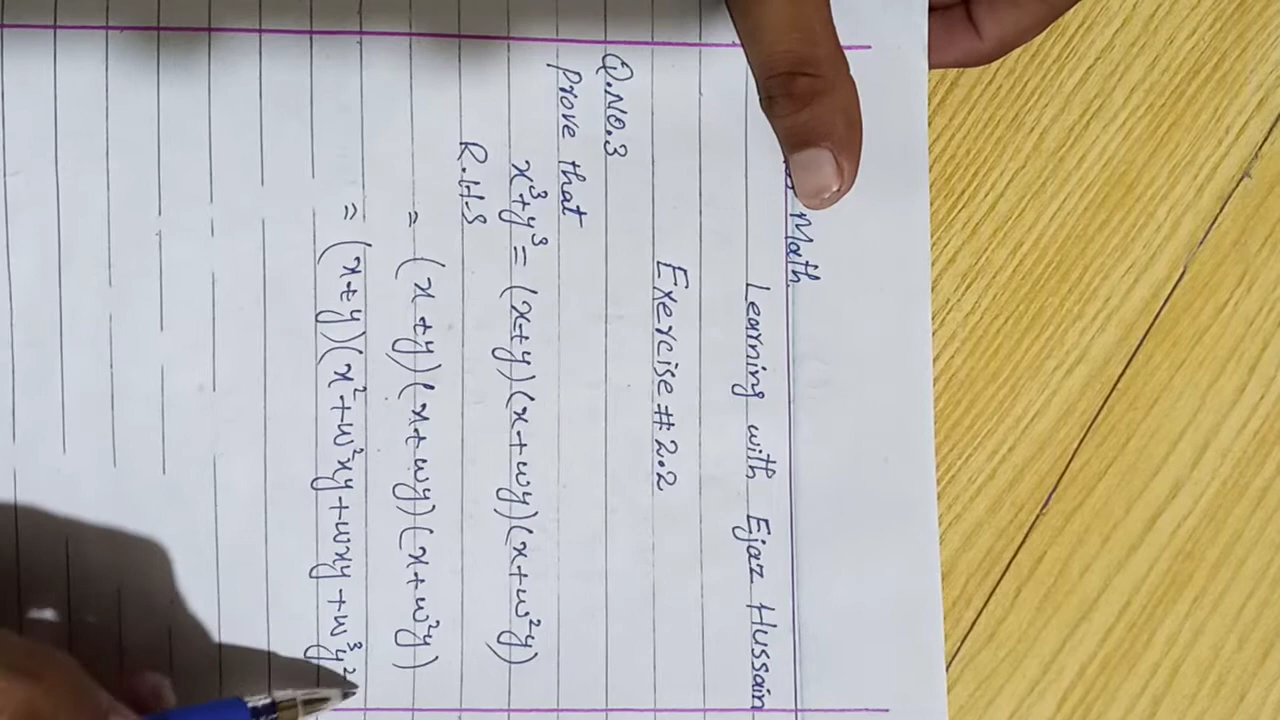 Math
Learning with Ejaz Hussain
Exercise # 2.2
Q.No.3
Prove that
x³+y³ = (x+y)(x+ωy)(x+ω²y)
R.H.S
= (x+y)(x+ωy)(x+ω²y)
= (x+y)(x²+ω²xy+ωxy+ω³y²